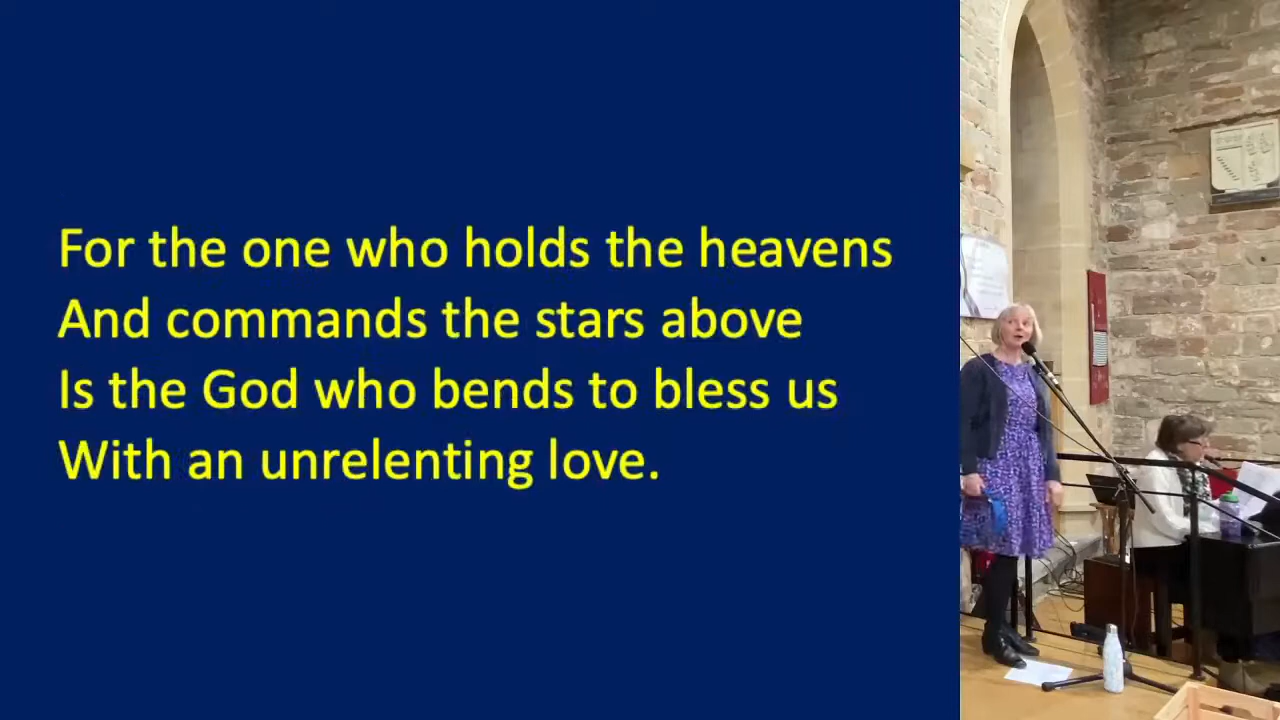 For the one who holds the heavens
And commands the stars above
Is the God who bends to bless us
With an unrelenting love.